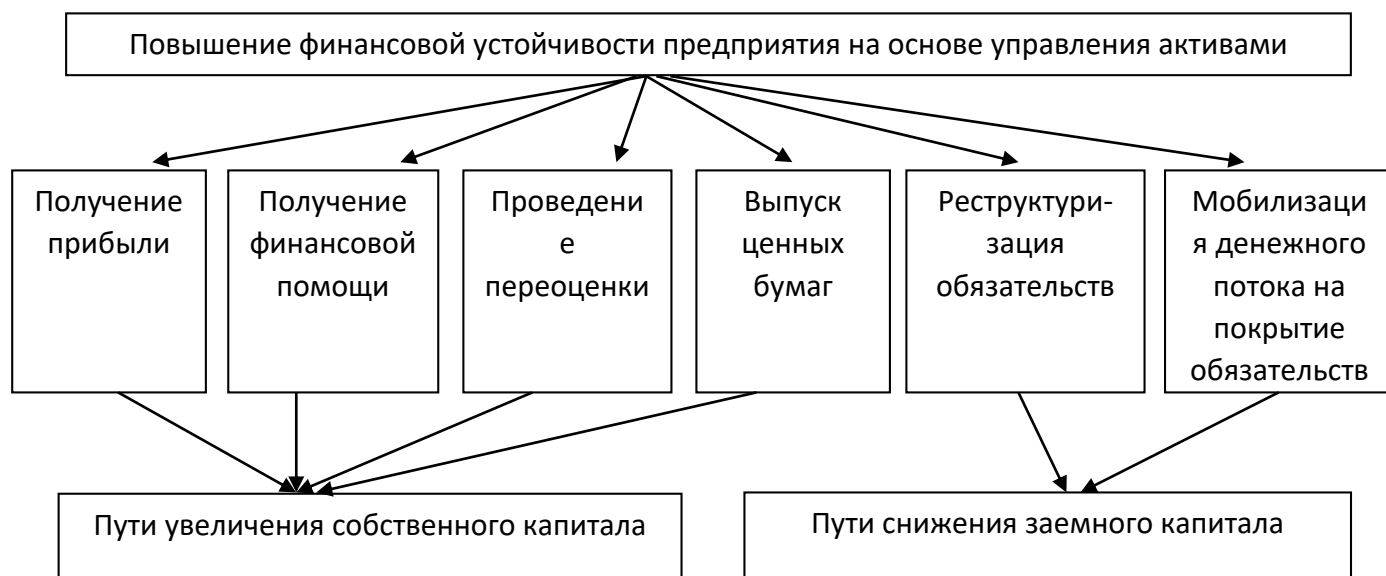 Повышение финансовой устойчивости предприятия на основе управления активами
Получение
прибыли
Получение
финансовой
помощи
Проведени
е
переоценки
Выпуск
ценных
бумаг
Реструктури-
зация
обязательств
Мобилизаци
я денежного
потока на
покрытие
обязательств
Пути увеличения собственного капитала
Пути снижения заемного капитала